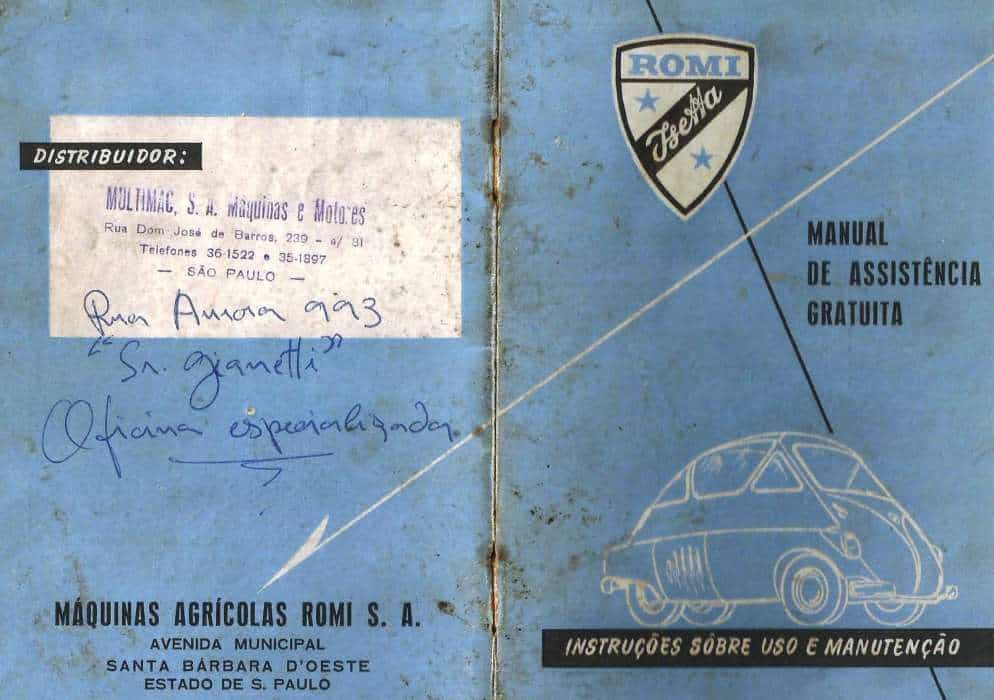 DISTRIBUIDOR:
MULTIMAC, S. A. Máquinas e Motores
Rua Dom José de Barros, 239 - s/ 81
Telefones 36-1522 e 35-1897
— SÃO PAULO —
Rua Aurora 993
"Sr. Gianetti"
Oficina especializada
MÁQUINAS AGRÍCOLAS ROMI S. A.
AVENIDA MUNICIPAL
SANTA BÁRBARA D'OESTE
ESTADO DE S. PAULO
ROMI
Isetta
MANUAL
DE ASSISTÊNCIA
GRATUITA
INSTRUÇÕES SÔBRE USO E MANUTENÇÃO